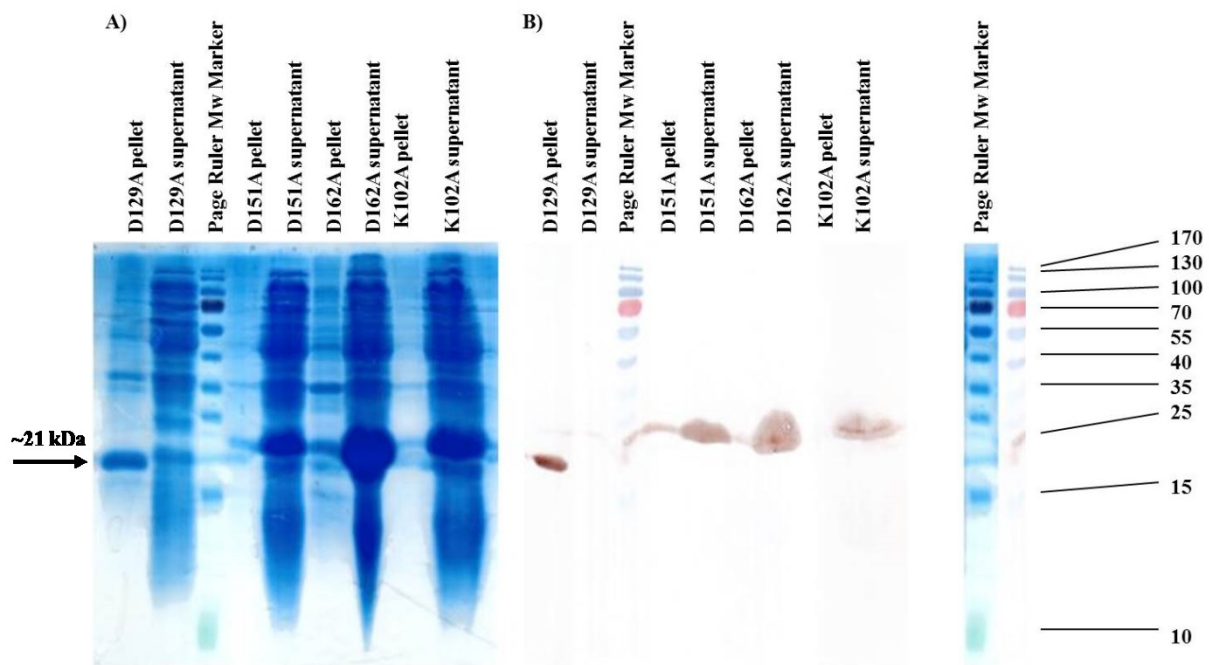 A)
D129A pellet
D129A supernatant
Page Ruler Mw Marker
D151A pellet
D151A supernatant
D162A pellet
D162A supernatant
K102A pellet
K102A supernatant
B)
D129A pellet
D129A supernatant
Page Ruler Mw Marker
D151A pellet
D151A supernatant
D162A pellet
D162A supernatant
K102A pellet
K102A supernatant
Page Ruler Mw Marker
~21 kDa
170
130
100
70
55
40
35
25
15
10